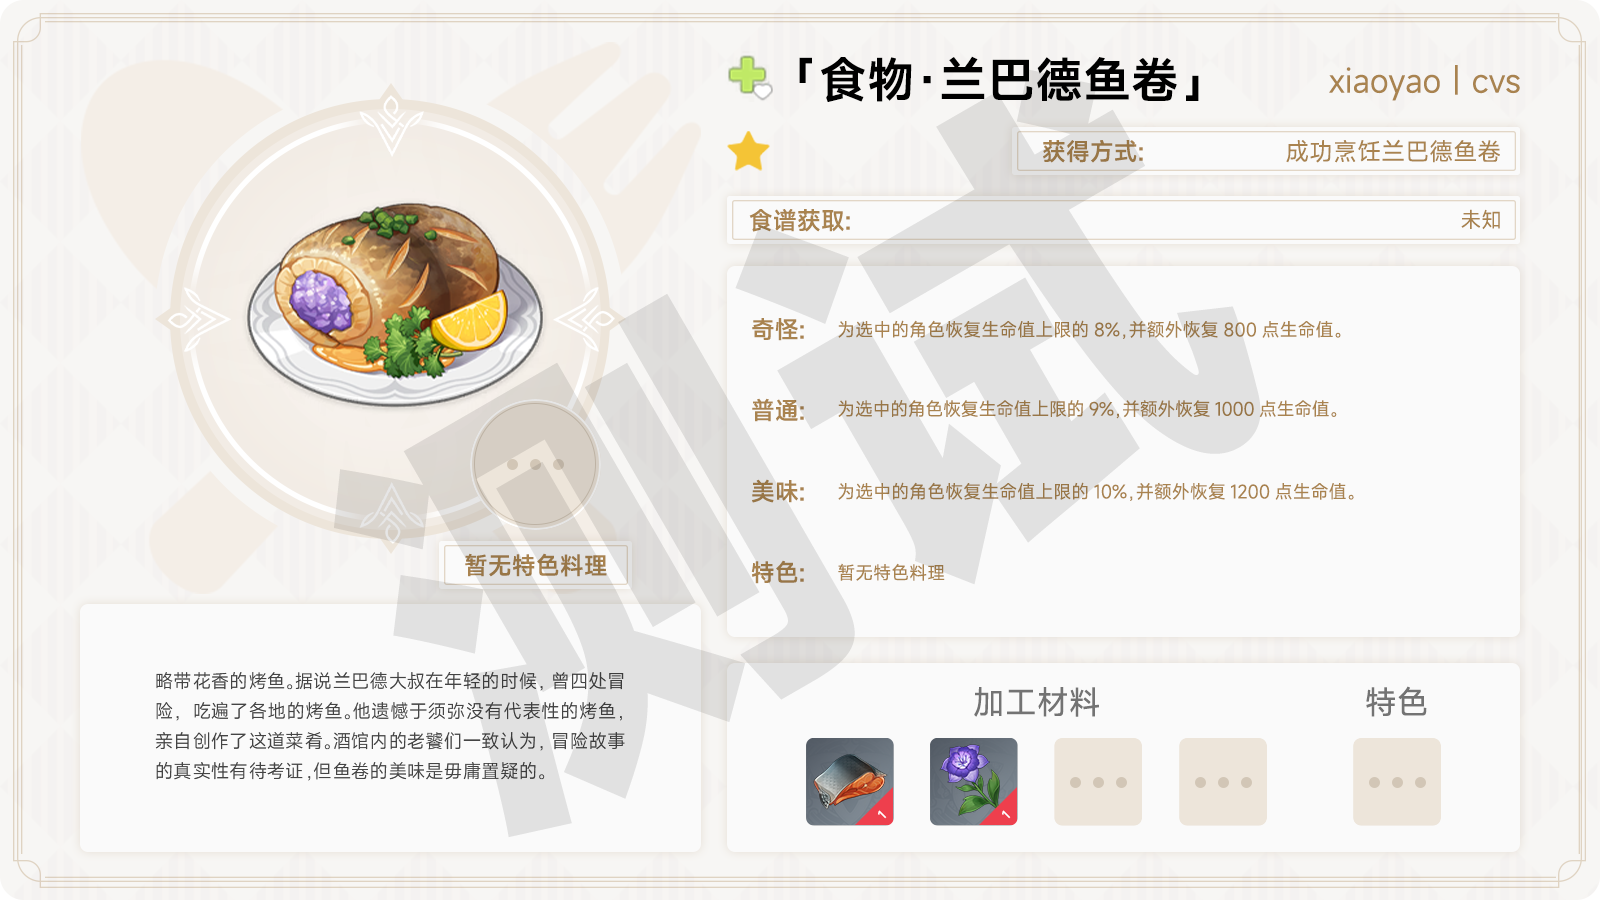 「食物·兰巴德鱼卷」
xiaoyao | cvs
获得方式: 成功烹饪兰巴德鱼卷
食谱获取: 未知
奇怪: 为选中的角色恢复生命值上限的 8%,并额外恢复 800 点生命值。
普通: 为选中的角色恢复生命值上限的 9%,并额外恢复 1000 点生命值。
美味: 为选中的角色恢复生命值上限的 10%,并额外恢复 1200 点生命值。
特色: 暂无特色料理
暂无特色料理
略带花香的烤鱼。据说兰巴德大叔在年轻的时候,曾四处冒
险,吃遍了各地的烤鱼。他遗憾于须弥没有代表性的烤鱼,
亲自创作了这道菜肴。酒馆内的老饕们一致认为,冒险故事
的真实性有待考证,但鱼卷的美味是毋庸置疑的。
加工材料 特色
1 1
测试